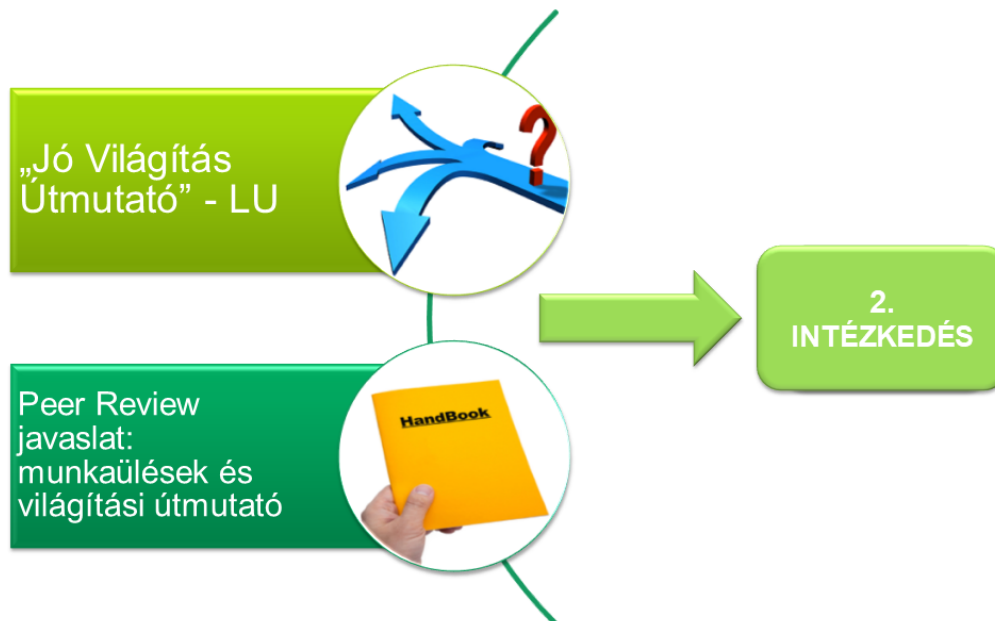 „Jó Világítás
Útmutató” - LU
Peer Review
javaslat:
munkaülések és
világítási útmutató
HandBook
2.
INTÉZKEDÉS